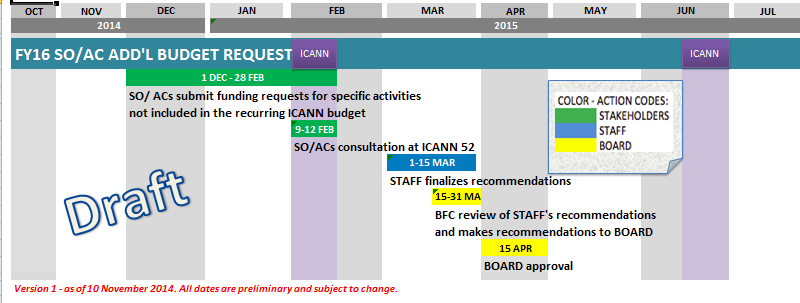 OCT NOV DEC JAN FEB MAR APR MAY JUN JUL
2014 2015
FY16 SO/AC ADD'L BUDGET REQUEST ICANN ICANN
1 DEC - 28 FEB
SO/ ACs submit funding requests for specific activities
not included in the recurring ICANN budget
9-12 FEB
SO/ACs consultation at ICANN 52
COLOR - ACTION CODES:
STAKEHOLDERS
STAFF
BOARD
1-15 MAR
STAFF finalizes recommendations
15-31 MA
BFC review of STAFF's recommendations
and makes recommendations to BOARD
15 APR
BOARD approval
Draft
Version 1 - as of 10 November 2014. All dates are preliminary and subject to change.